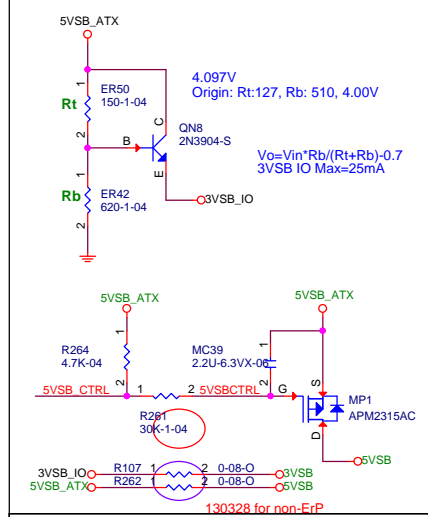 5VSB_ATX
1
Rt
ER50
150-1-04
2
4.097V
Origin: Rt:127, Rb: 510, 4.00V
C
B
E
QN8
2N3904-S
Vo=Vin*Rb/(Rt+Rb)-0.7
3VSB IO Max=25mA
1
Rb
ER42
620-1-04
2
3VSB_IO
5VSB_ATX
5VSB_ATX
1
R264
4.7K-04
2
MC39
2.2U-6.3VX-06
1
2
5VSB_CTRL
1
2
5VSBCTRL
R261
30K-1-04
G
S
D
MP1
APM2315AC
5VSB
3VSB_IO R107 1 2 0-08-O 3VSB
5VSB_ATX R262 1 2 0-08-O 5VSB
130328 for non-ErP